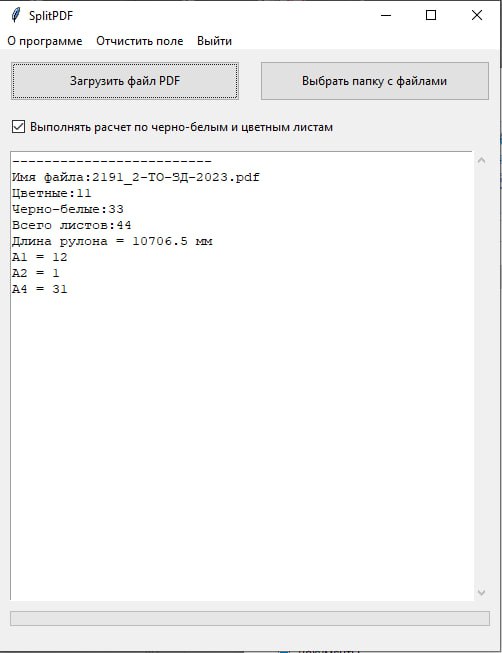 SplitPDF
О программе Отчистить поле Выйти
Загрузить файл PDF Выбрать папку с файлами
Выполнять расчет по черно-белым и цветным листам
-------------------------
Имя файла:2191_2-ТО-ЭД-2023.pdf
Цветные:11
Черно-белые:33
Всего листов:44
Длина рулона = 10706.5 мм
A1 = 12
A2 = 1
A4 = 31